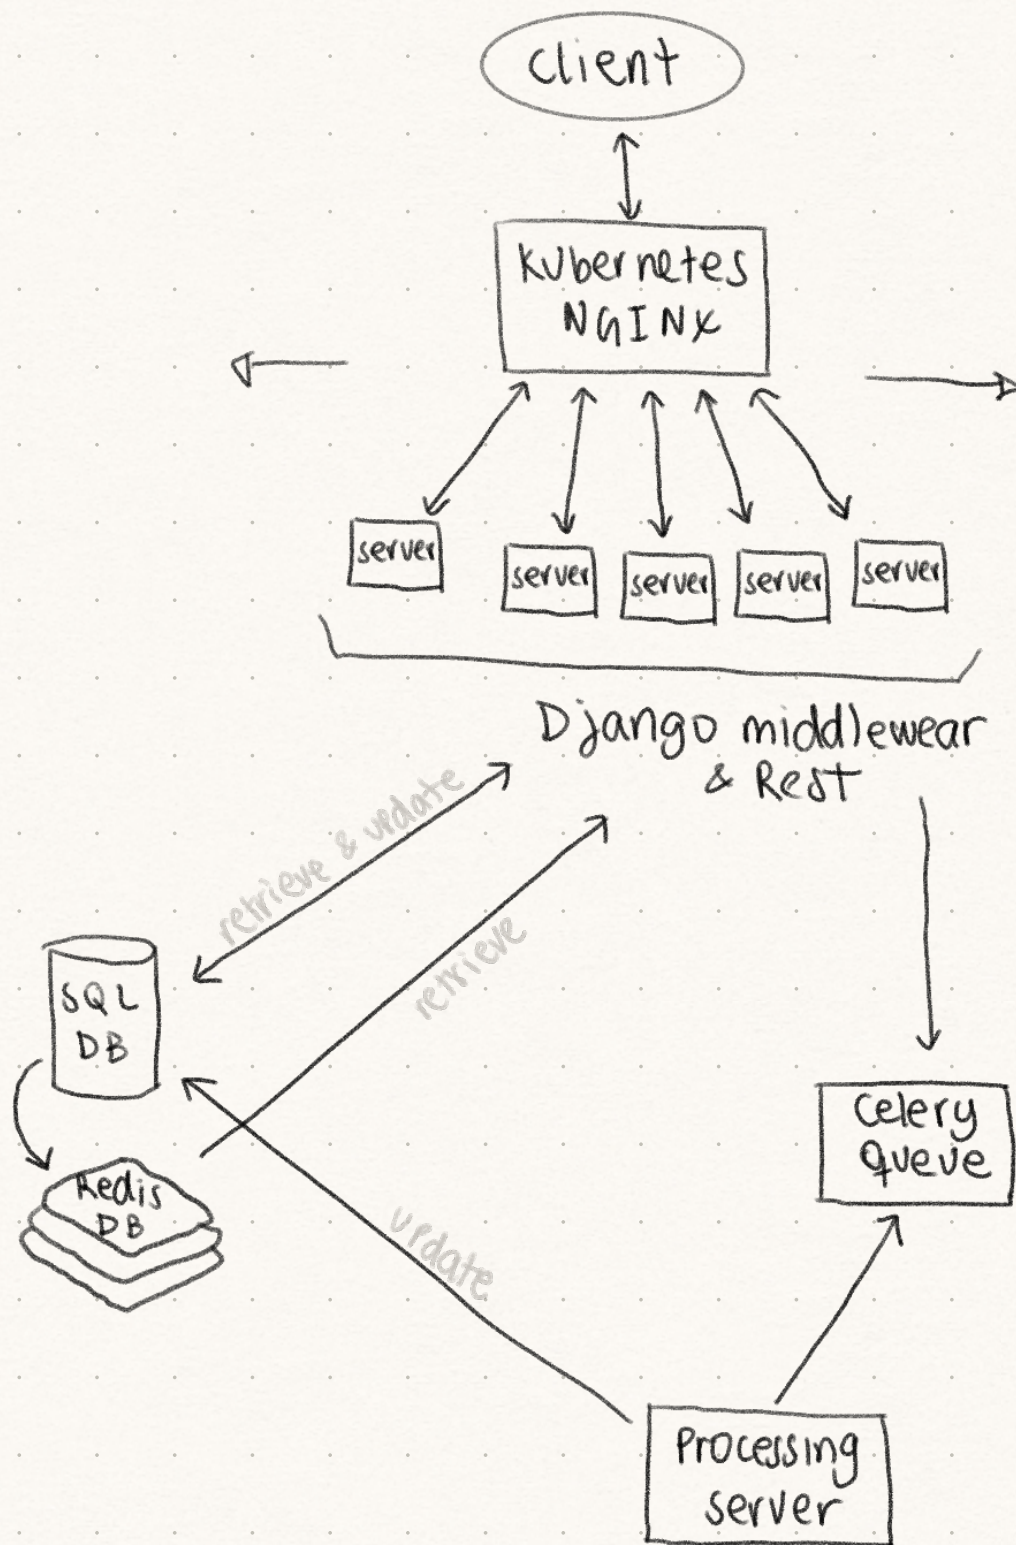 client
Kubernetes
NGINX
server
server
server
server
server
Django middlewear
& Rest
retrieve & update
retrieve
SQL
DB
Celery
queue
Redis
DB
update
Processing
server